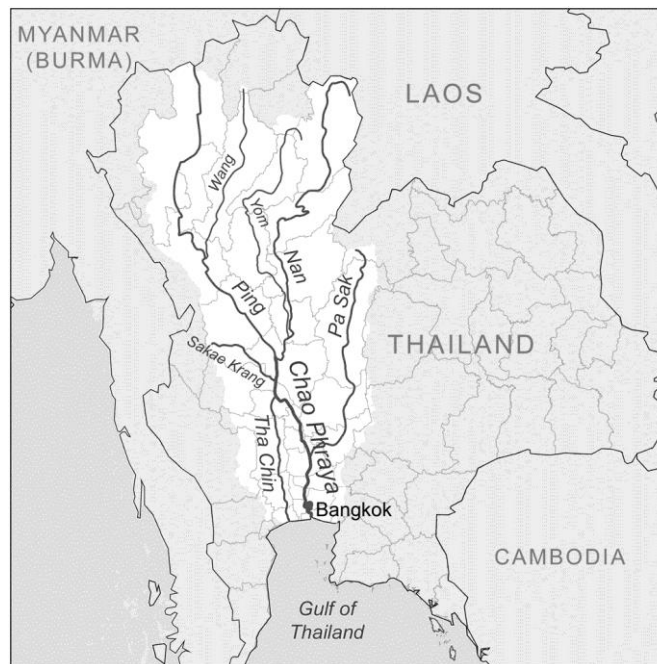 MYANMAR
(BURMA)
LAOS
Wang
Yom
Nan
Pa Sak
Ping
THAILAND
Sakae Krang
Chao Phraya
Tha Chin
Bangkok
CAMBODIA
Gulf of
Thailand